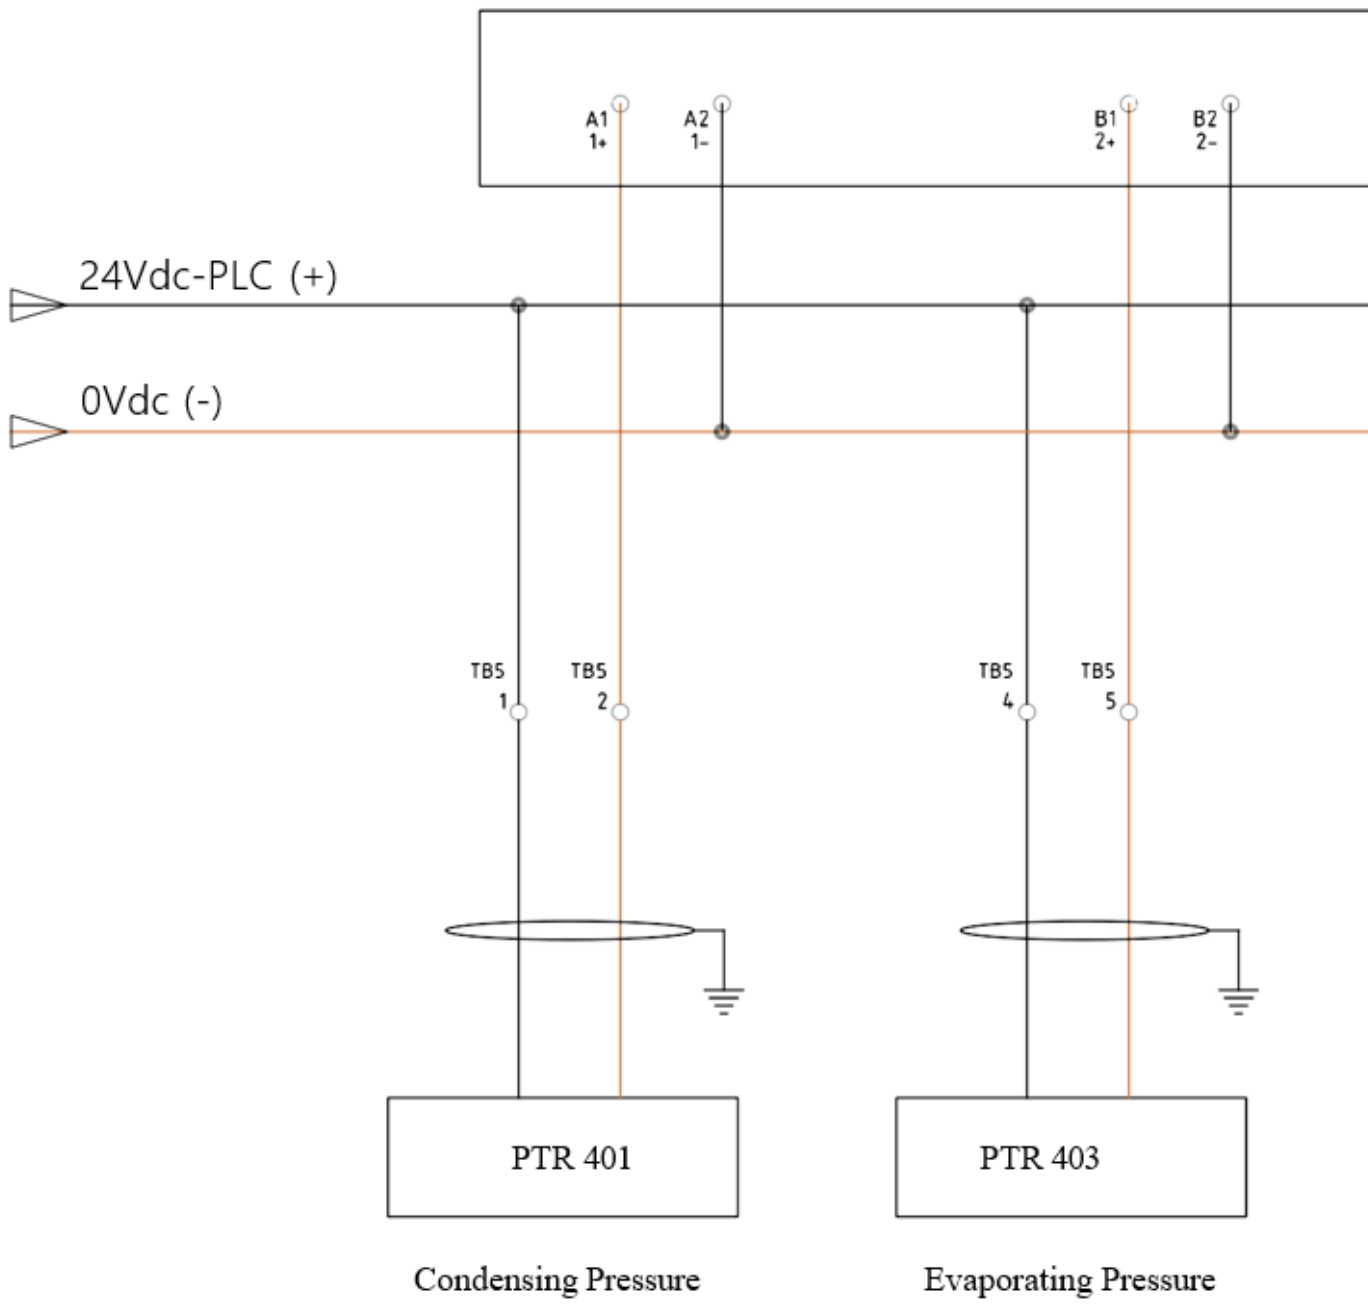 A1
1+
A2
1-
B1
2+
B2
2-
24Vdc-PLC (+)
0Vdc (-)
TB5
1
TB5
2
TB5
4
TB5
5
PTR 401
PTR 403
Condensing Pressure
Evaporating Pressure